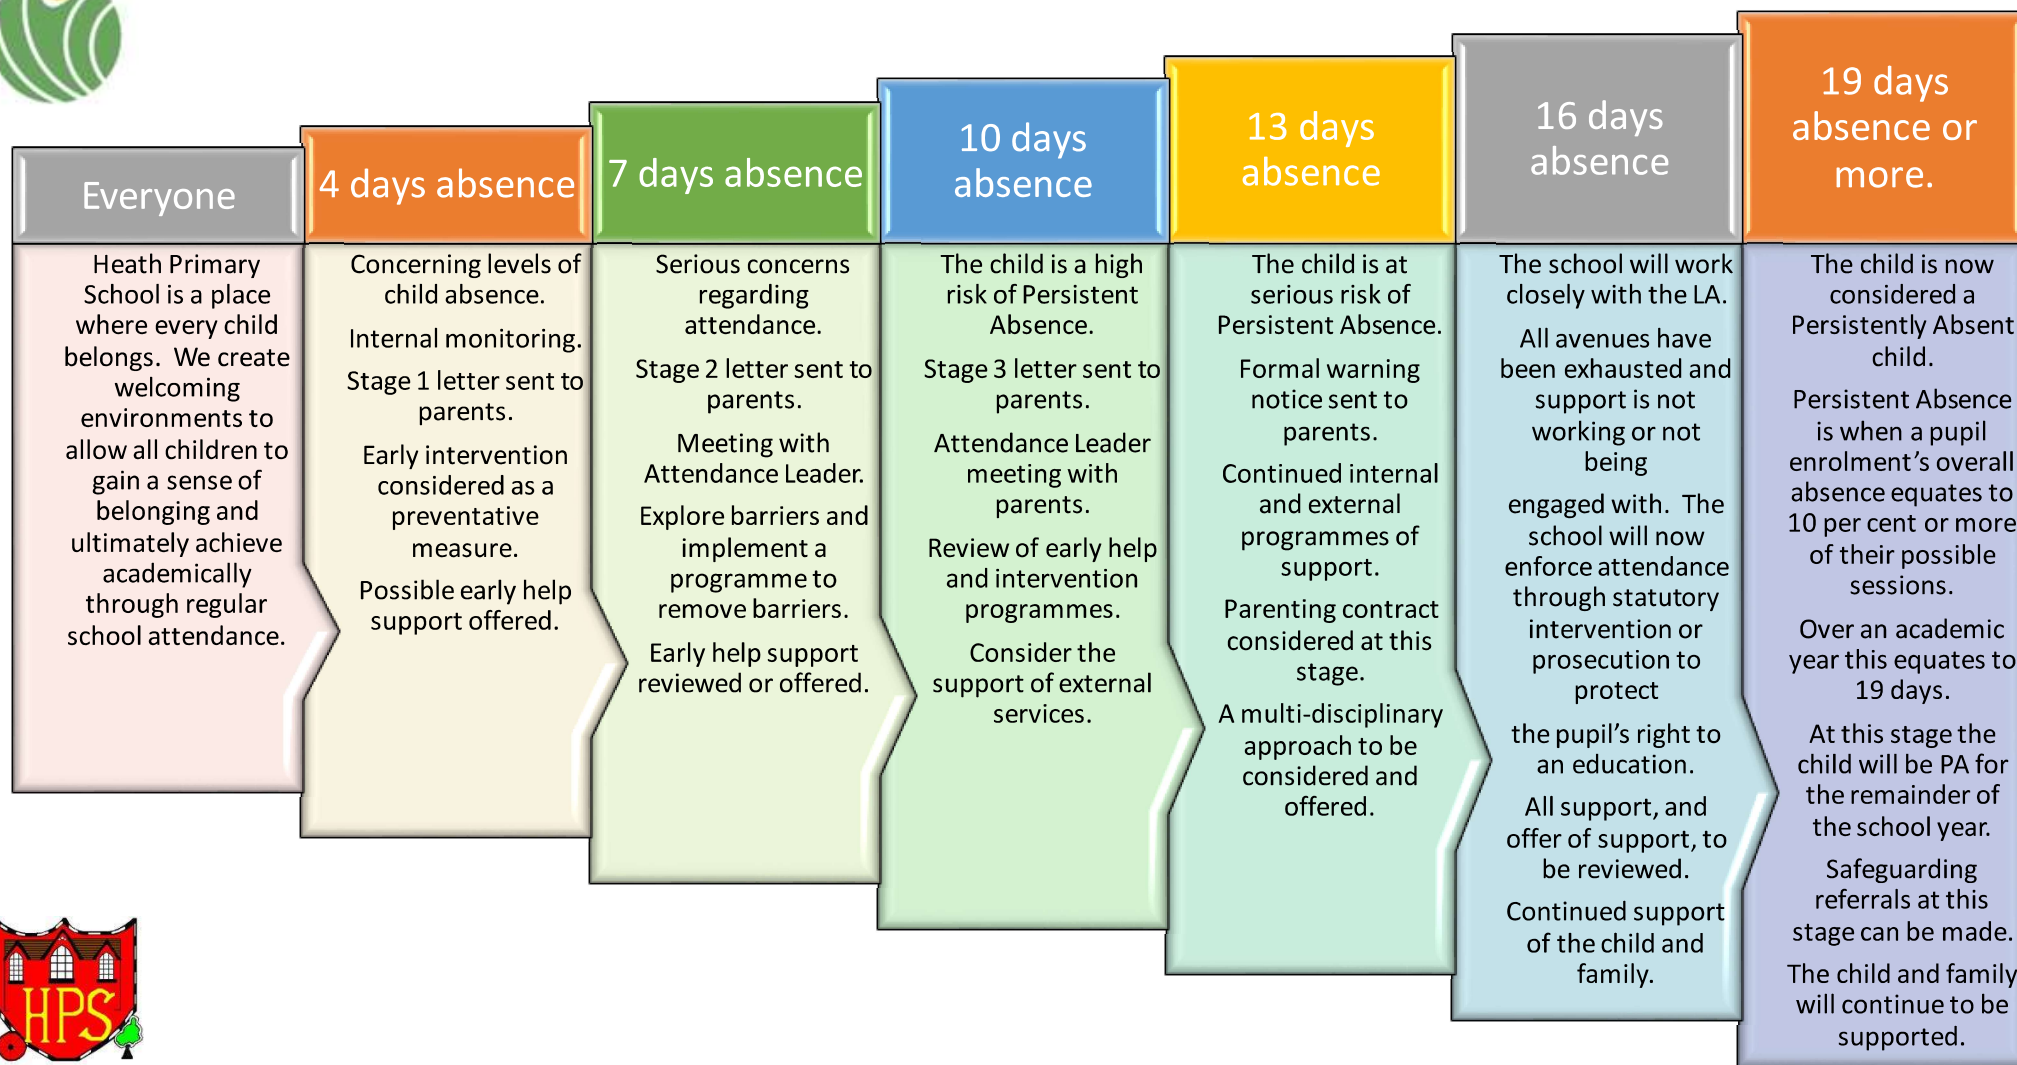 Everyone
Heath Primary
School is a place
where every child
belongs.  We create
welcoming
environments to
allow all children to
gain a sense of
belonging and
ultimately achieve
academically
through regular
school attendance.
4 days absence
Concerning levels of
child absence.
Internal monitoring.
Stage 1 letter sent to
parents.
Early intervention
considered as a
preventative
measure.
Possible early help
support offered.
7 days absence
Serious concerns
regarding
attendance.
Stage 2 letter sent to
parents.
Meeting with
Attendance Leader.
Explore barriers and
implement a
programme to
remove barriers.
Early help support
reviewed or offered.
10 days
absence
The child is a high
risk of Persistent
Absence.
Stage 3 letter sent to
parents.
Attendance Leader
meeting with
parents.
Review of early help
and intervention
programmes.
Consider the
support of external
services.
13 days
absence
The child is at
serious risk of
Persistent Absence.
Formal warning
notice sent to
parents.
Continued internal
and external
programmes of
support.
Parenting contract
considered at this
stage.
A multi-disciplinary
approach to be
considered and
offered.
16 days
absence
The school will work
closely with the LA.
All avenues have
been exhausted and
support is not
working or not
being
engaged with.  The
school will now
enforce attendance
through statutory
intervention or
prosecution to
protect
the pupil’s right to
an education.
All support, and
offer of support, to
be reviewed.
Continued support
of the child and
family.
19 days
absence or
more.
The child is now
considered a
Persistently Absent
child.
Persistent Absence
is when a pupil
enrolment’s overall
absence equates to
10 per cent or more
of their possible
sessions.
Over an academic
year this equates to
19 days.
At this stage the
child will be PA for
the remainder of
the school year.
Safeguarding
referrals at this
stage can be made.
The child and family
will continue to be
supported.
HPS